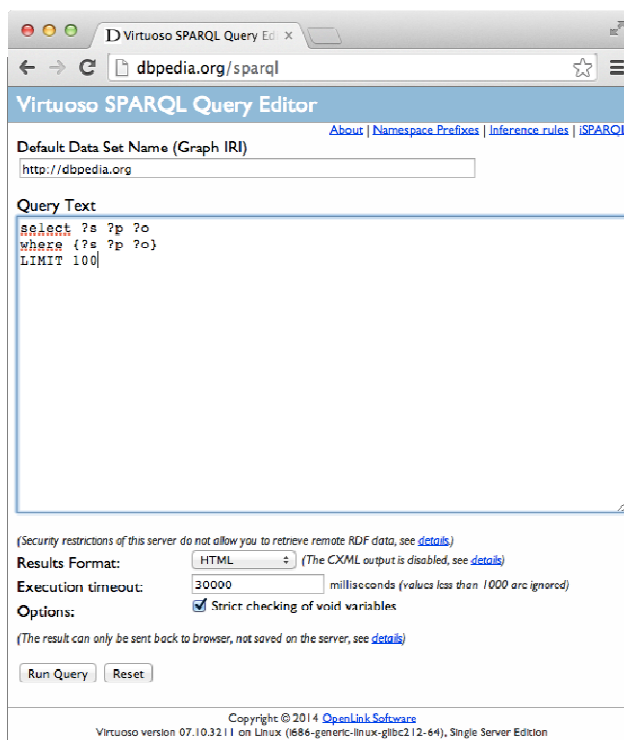 D Virtuoso SPARQL Query Ed x
dbpedia.org/sparql
Virtuoso SPARQL Query Editor
About | Namespace Prefixes | Inference rules | iSPARQL
Default Data Set Name (Graph IRI)
http://dbpedia.org
Query Text
select ?s ?p ?o
where {?s ?p ?o}
LIMIT 100
(Security restrictions of this server do not allow you to retrieve remote RDF data, see details.)
Results Format: HTML (The CXML output is disabled, see details)
Execution timeout: 30000 milliseconds (values less than 1000 are ignored)
Options: Strict checking of void variables
(The result can only be sent back to browser, not saved on the server, see details)
Run Query Reset
Copyright © 2014 OpenLink Software
Virtuoso version 07.10.3211 on Linux (i686-generic-linux-glibc212-64), Single Server Edition